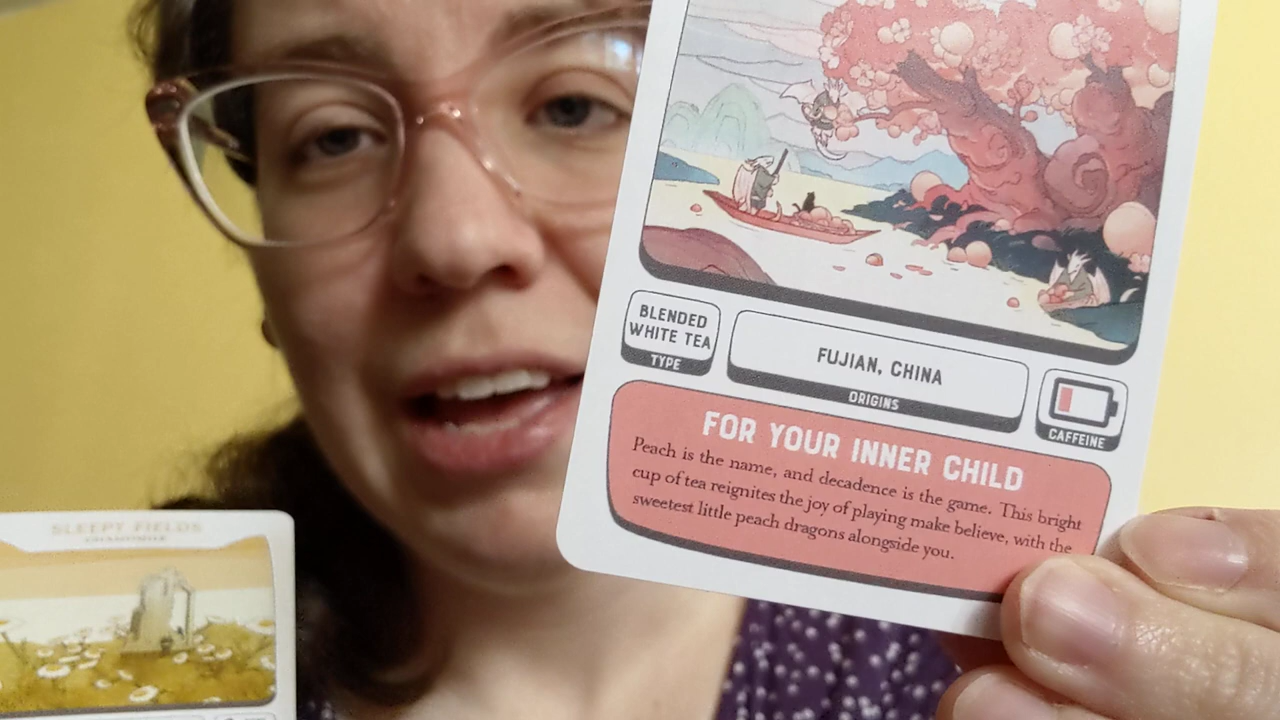 BLENDED
WHITE TEA
TYPE
FUJIAN, CHINA
ORIGINS
CAFFEINE
FOR YOUR INNER CHILD
Peach is the name, and decadence is the game. This bright
cup of tea reignites the joy of playing make believe, with the
sweetest little peach dragons alongside you.
SLEEPY FIELDS
CHAMOMILE